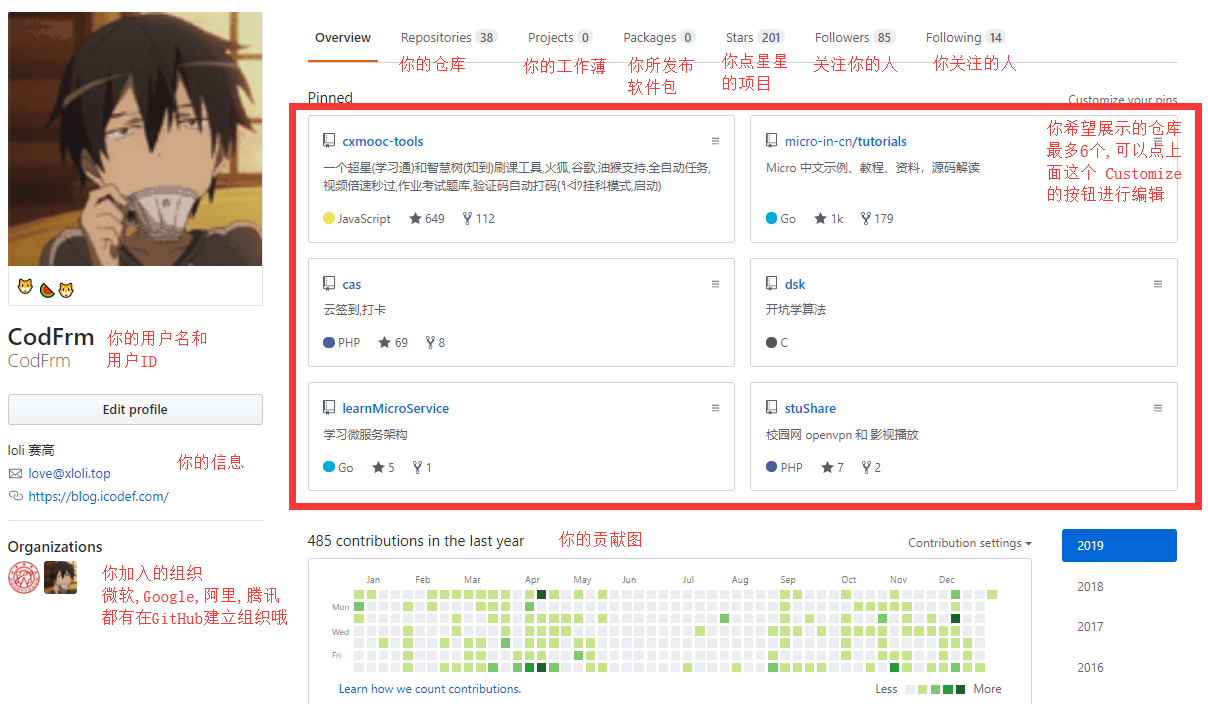 Overview Repositories 38 Projects 0 Packages 0 Stars 201 Followers 85 Following 14
你的仓库
你的工作薄
你所发布
软件包
你点星星
的项目
关注你的人
你关注的人
Pinned
Customize your pins
cxmooc-tools
一个超星(学习通)和智慧树(知到)刷课工具,火狐,谷歌,油猴支持.全自动任务,
视频倍速秒过,作业考试题库,验证码自动打码(挂科模式,启动)
JavaScript 649 112
micro-in-cn/tutorials
Micro 中文示例、教程、资料，源码解读
Go 1k 179
你希望展示的仓库
最多6个,可以点上
面这个 Customize
的按钮进行编辑
cas
云签到,打卡
PHP 69 8
dsk
开坑学算法
C
learnMicroService
学习微服务架构
Go 5 1
stuShare
校园网 openvpn 和 影视播放
PHP 7 2
CodFrm
CodFrm
你的用户名和
用户ID
Edit profile
loli 赛高
love@xloli.top
https://blog.icodef.com/
你的信息
Organizations
你加入的组织
微软,Google,阿里,腾讯
都有在GitHub建立组织哦
485 contributions in the last year
你的贡献图
Contribution settings
2019
2018
2017
2016
Jan Feb Mar Apr May Jun Jul Aug Sep Oct Nov Dec
Mon
Wed
Fri
Learn how we count contributions.
Less More